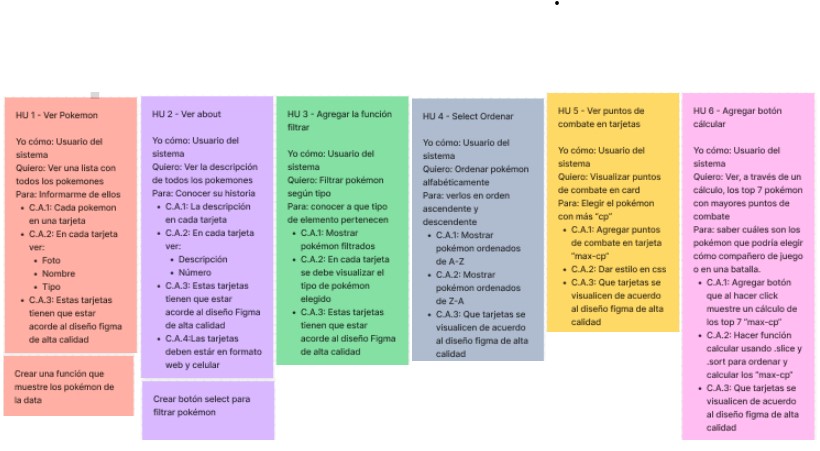 HU 1 - Ver Pokemon
Yo cómo: Usuario del
sistema
Quiero: Ver una lista con
todos los pokemones
Para: Informarme de ellos
• C.A.1: Cada pokemon
en una tarjeta
• C.A.2: En cada tarjeta
ver:
• Foto
• Nombre
• Tipo
• C.A.3: Estas tarjetas
tienen que estar
acorde al diseño figma
de alta calidad
Crear una función que
muestre los pokémon de
la data
HU 2 - Ver about
Yo cómo: Usuario del
sistema
Quiero: Ver la descripción
de todos los pokemones
Para: Conocer su historia
• C.A.1: La descripción
en cada tarjeta
• C.A.2: En cada tarjeta
ver:
• Descripción
• Número
• C.A.3: Estas tarjetas
tienen que estar
acorde al diseño Figma
de alta calidad
• C.A.4:Las tarjetas
deben estár en formato
web y celular
Crear botón select para
filtrar pokémon
HU 3 - Agregar la función
filtrar
Yo cómo: Usuario del
sistema
Quiero: Filtrar pokémon
según tipo
Para: conocer a que tipo
de elemento pertenecen
• C.A.1: Mostrar
pokémon filtrados
• C.A.2: En cada tarjeta
se debe visualizar el
tipo de pokémon
elegido
• C.A.3: Estas tarjetas
tienen que estar
acorde al diseño Figma
de alta calidad
HU 4 - Select Ordenar
Yo cómo: Usuario del
sistema
Quiero: Ordenar pokémon
alfabéticamente
Para: verlos en orden
ascendente y
descendente
• C.A.1: Mostrar
pokémon ordenados
de A-Z
• C.A.2: Mostrar
pokémon ordenados
de Z-A
• C.A.3: Que tarjetas se
visualicen de acuerdo
al diseño figma de alta
calidad
HU 5 - Ver puntos de
combate en tarjetas
Yo cómo: Usuario del
sistema
Quiero: Visualizar puntos
de combate en card
Para: Elegir el pokémon
con más "cp"
• C.A.1: Agregar puntos
de combate en tarjeta
"max-cp"
• C.A.2: Dar estilo en css
• C.A.3: Que tarjetas se
visualicen de acuerdo
al diseño figma de alta
calidad
HU 6 - Agregar botón
cálcular
Yo cómo: Usuario del
sistema
Quiero: Ver, a través de un
cálculo, los top 7 pokémon
con mayores puntos de
combate
Para: saber cuáles son los
pokémon que podría elegir
cómo compañero de juego
o en una batalla.
• C.A.1: Agregar botón
que al hacer click
muestre un cálculo de
los top 7 "max-cp"
• C.A.2: Hacer función
calcular usando .slice y
.sort para ordenar y
calcular los "max-cp"
• C.A.3: Que tarjetas se
visualicen de acuerdo
al diseño figma de alta
calidad